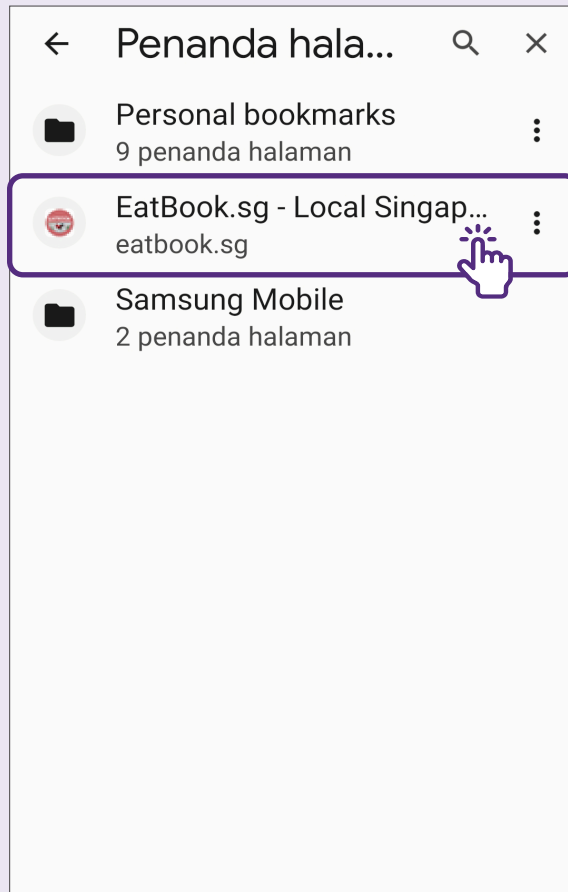 Penanda hala...
Personal bookmarks
9 penanda halaman
EatBook.sg - Local Singap...
eatbook.sg
Samsung Mobile
2 penanda halaman